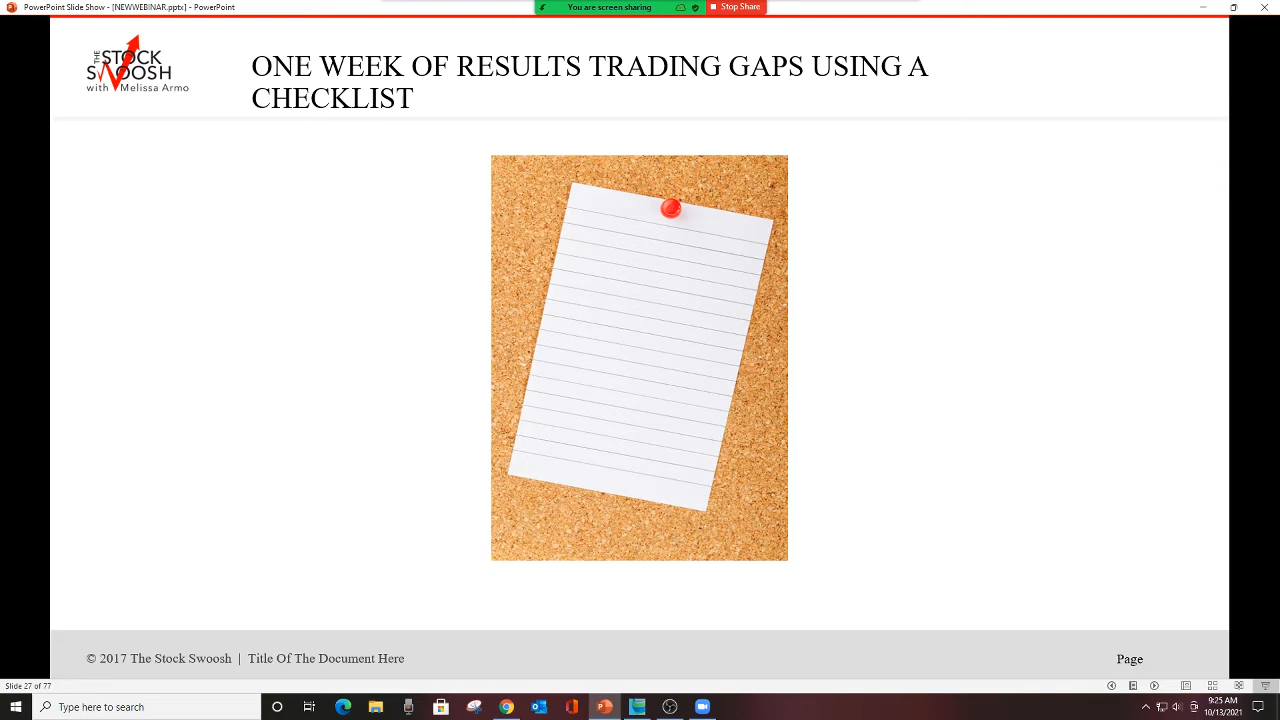 PowerPoint Slide Show - [NEWWEBINAR.pptx] - PowerPoint
You are screen sharing
Stop Share
THE STOCK
SWOOSH
with Melissa Armo
ONE WEEK OF RESULTS TRADING GAPS USING A
CHECKLIST
© 2017 The Stock Swoosh | Title Of The Document Here
Page
Slide 27 of 77
Type here to search
9:25 AM
10/13/2021